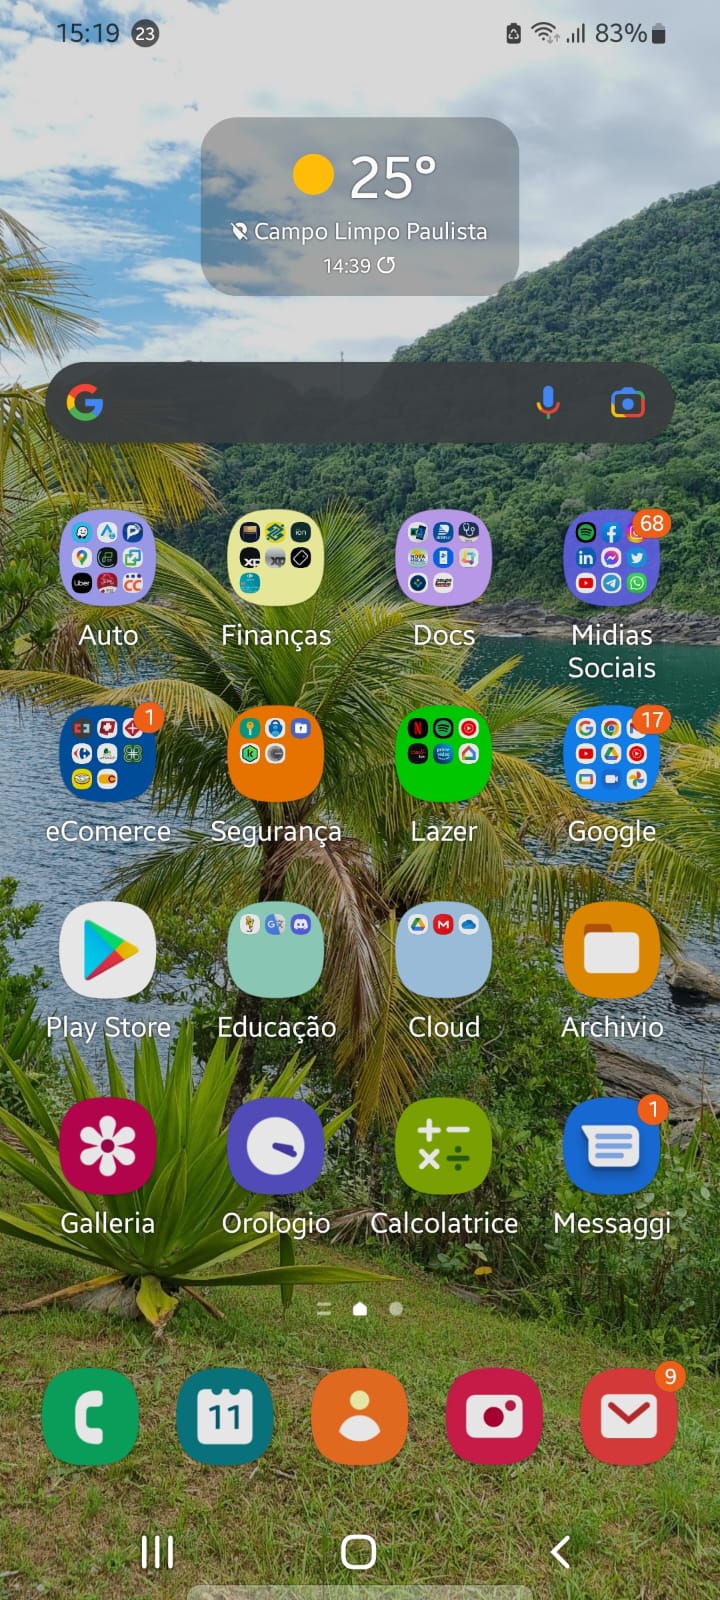 15:19 23 83%
25°
Campo Limpo Paulista
14:39
68
Auto Finanças Docs Midias Sociais
1 17
eComerce Segurança Lazer Google
Play Store Educação Cloud Archivio
1
Galleria Orologio Calcolatrice Messaggi
11 9